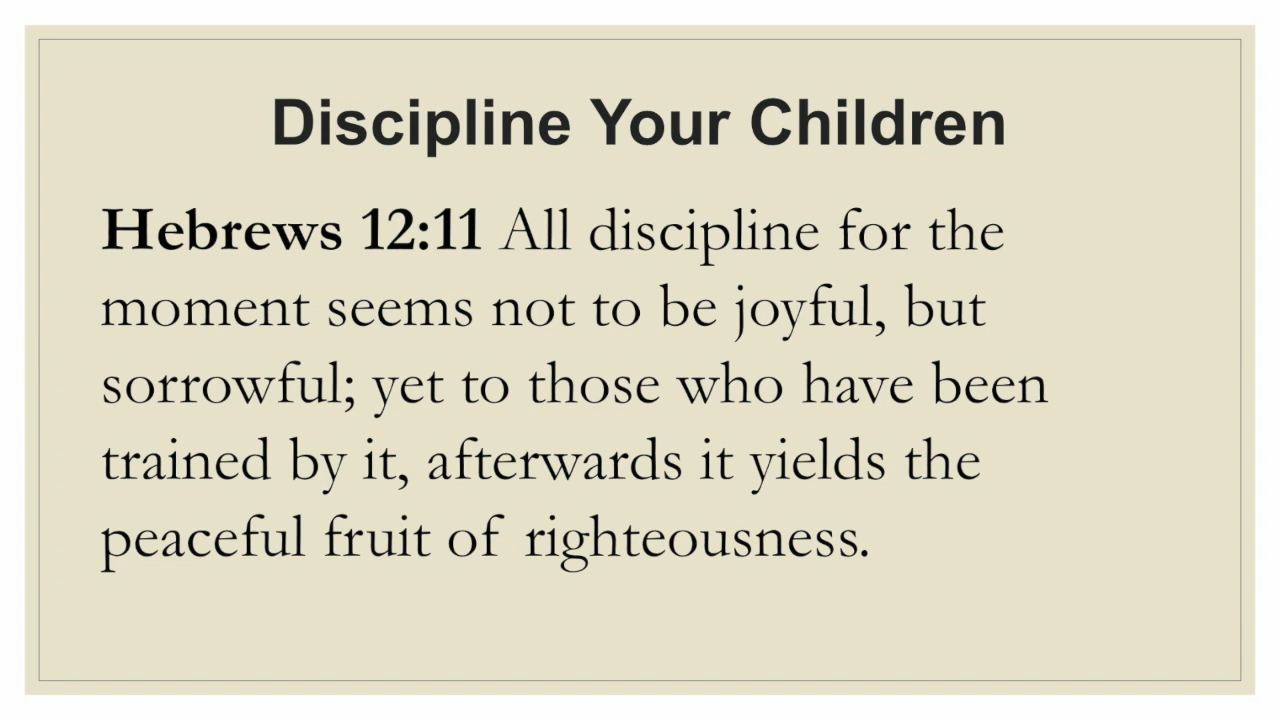 Discipline Your Children
Hebrews 12:11 All discipline for the
moment seems not to be joyful, but
sorrowful; yet to those who have been
trained by it, afterwards it yields the
peaceful fruit of righteousness.